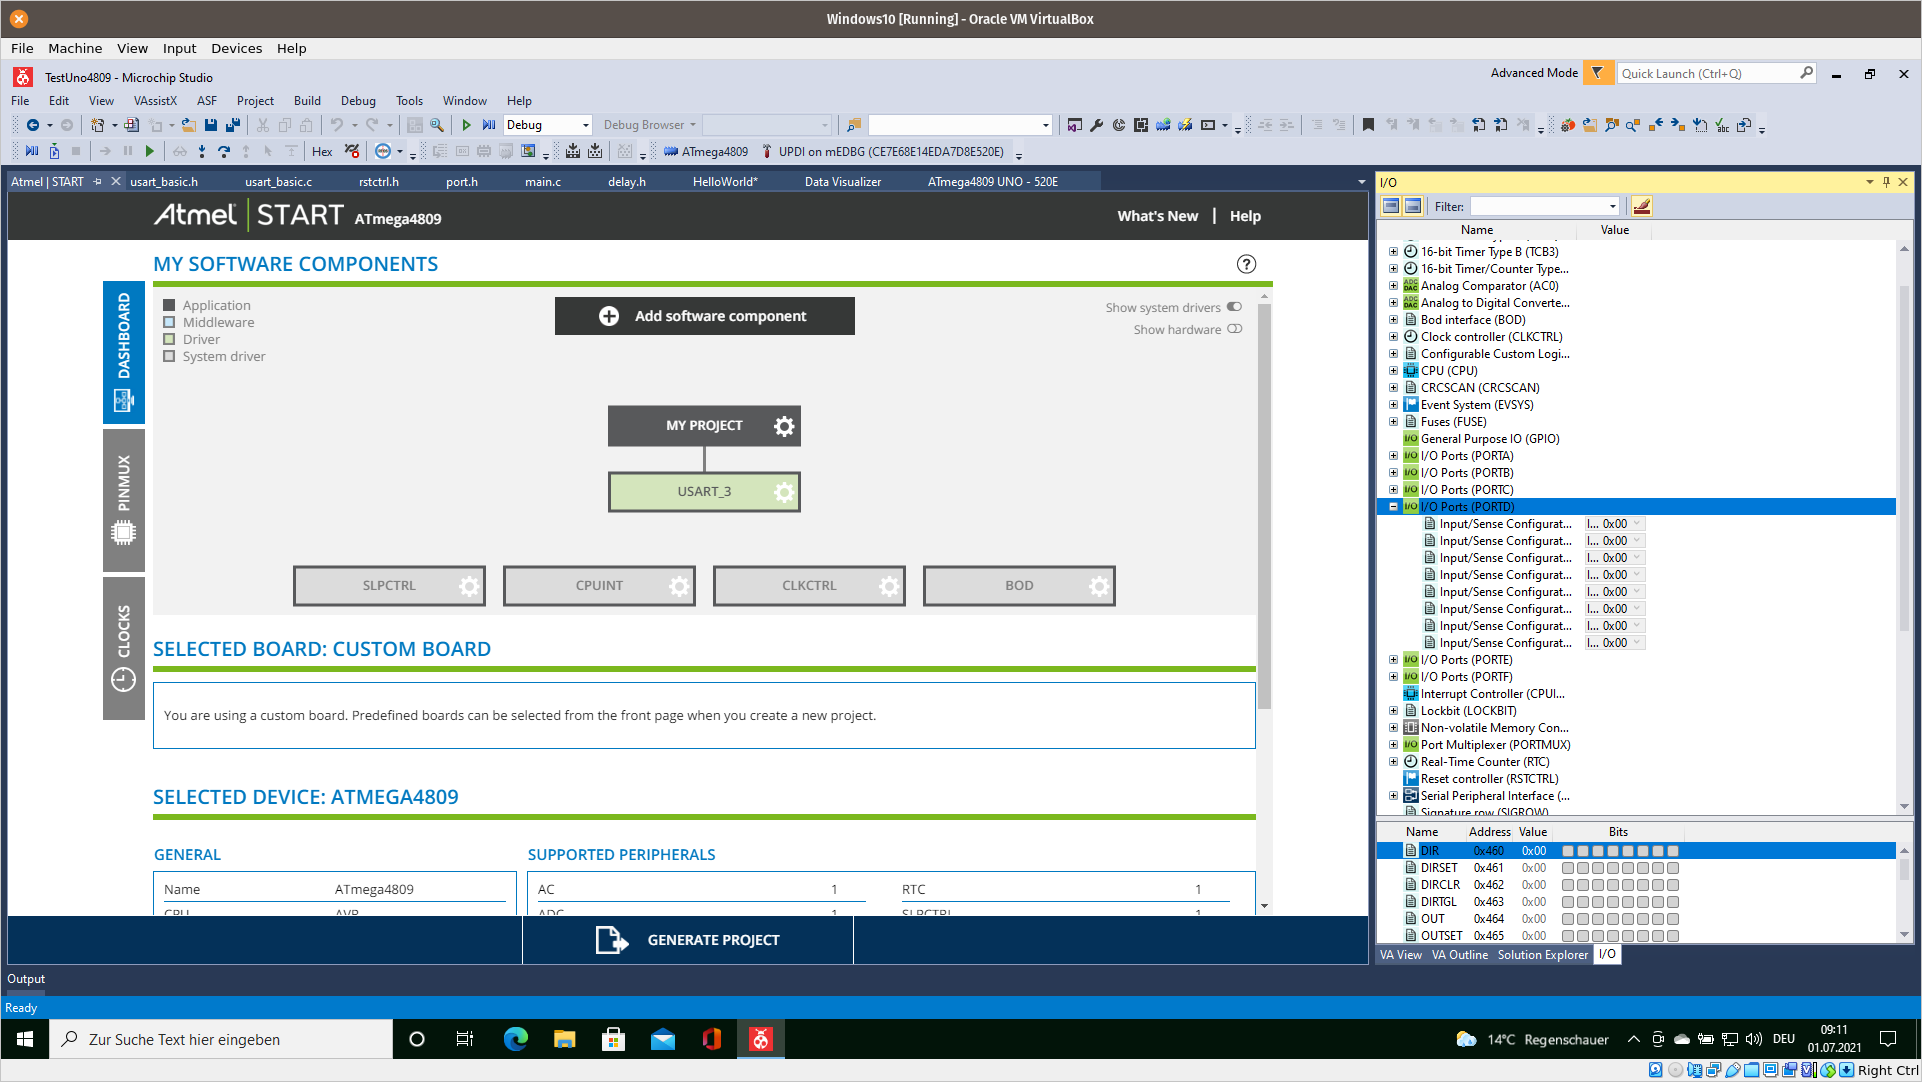 Windows10 [Running] - Oracle VM VirtualBox
File Machine View Input Devices Help
TestUno4809 - Microchip Studio
Advanced Mode
Quick Launch (Ctrl+Q)
File Edit View VAssistX ASF Project Build Debug Tools Window Help
Debug
Debug Browser
Hex
ATmega4809
UPDI on mEDBG (CE7E68E14EDA7D8E520E)
Atmel | START
usart_basic.h
usart_basic.c
rstctrl.h
port.h
main.c
delay.h
HelloWorld*
Data Visualizer
ATmega4809 UNO - 520E
Atmel START ATmega4809
What's New | Help
MY SOFTWARE COMPONENTS
DASHBOARD
PINMUX
CLOCKS
Application
Middleware
Driver
System driver
Add software component
Show system drivers
Show hardware
MY PROJECT
USART_3
SLPCTRL
CPUINT
CLKCTRL
BOD
SELECTED BOARD: CUSTOM BOARD
You are using a custom board. Predefined boards can be selected from the front page when you create a new project.
SELECTED DEVICE: ATMEGA4809
GENERAL
SUPPORTED PERIPHERALS
Name ATmega4809
CPU AVR
AC 1
RTC 1
ADC 1
SLPCTRL 1
GENERATE PROJECT
I/O
Filter:
Name Value
16-bit Timer Type B (TCB3)
16-bit Timer/Counter Type...
Analog Comparator (AC0)
Analog to Digital Converte...
Bod interface (BOD)
Clock controller (CLKCTRL)
Configurable Custom Logi...
CPU (CPU)
CRCSCAN (CRCSCAN)
Event System (EVSYS)
Fuses (FUSE)
General Purpose IO (GPIO)
I/O Ports (PORTA)
I/O Ports (PORTB)
I/O Ports (PORTC)
I/O Ports (PORTD)
Input/Sense Configurat... I... 0x00
Input/Sense Configurat... I... 0x00
Input/Sense Configurat... I... 0x00
Input/Sense Configurat... I... 0x00
Input/Sense Configurat... I... 0x00
Input/Sense Configurat... I... 0x00
Input/Sense Configurat... I... 0x00
Input/Sense Configurat... I... 0x00
I/O Ports (PORTE)
I/O Ports (PORTF)
Interrupt Controller (CPUI...
Lockbit (LOCKBIT)
Non-volatile Memory Con...
Port Multiplexer (PORTMUX)
Real-Time Counter (RTC)
Reset controller (RSTCTRL)
Serial Peripheral Interface (...
Signature row (SIGROW)
Name Address Value Bits
DIR 0x460 0x00
DIRSET 0x461 0x00
DIRCLR 0x462 0x00
DIRTGL 0x463 0x00
OUT 0x464 0x00
OUTSET 0x465 0x00
VA View VA Outline Solution Explorer I/O
Output
Ready
Zur Suche Text hier eingeben
14°C Regenschauer
DEU
09:11
01.07.2021
Right Ctrl